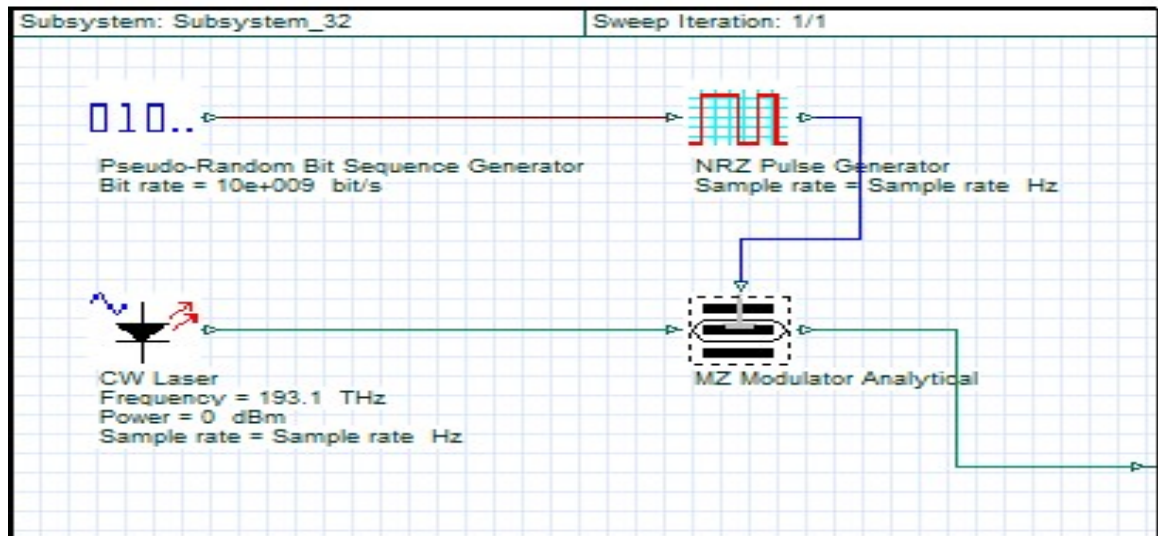 Subsystem: Subsystem_32
Sweep Iteration: 1/1
010..
Pseudo-Random Bit Sequence Generator
Bit rate = 10e+009 bit/s
NRZ Pulse Generator
Sample rate = Sample rate Hz
CW Laser
Frequency = 193.1 THz
Power = 0 dBm
Sample rate = Sample rate Hz
MZ Modulator Analytical